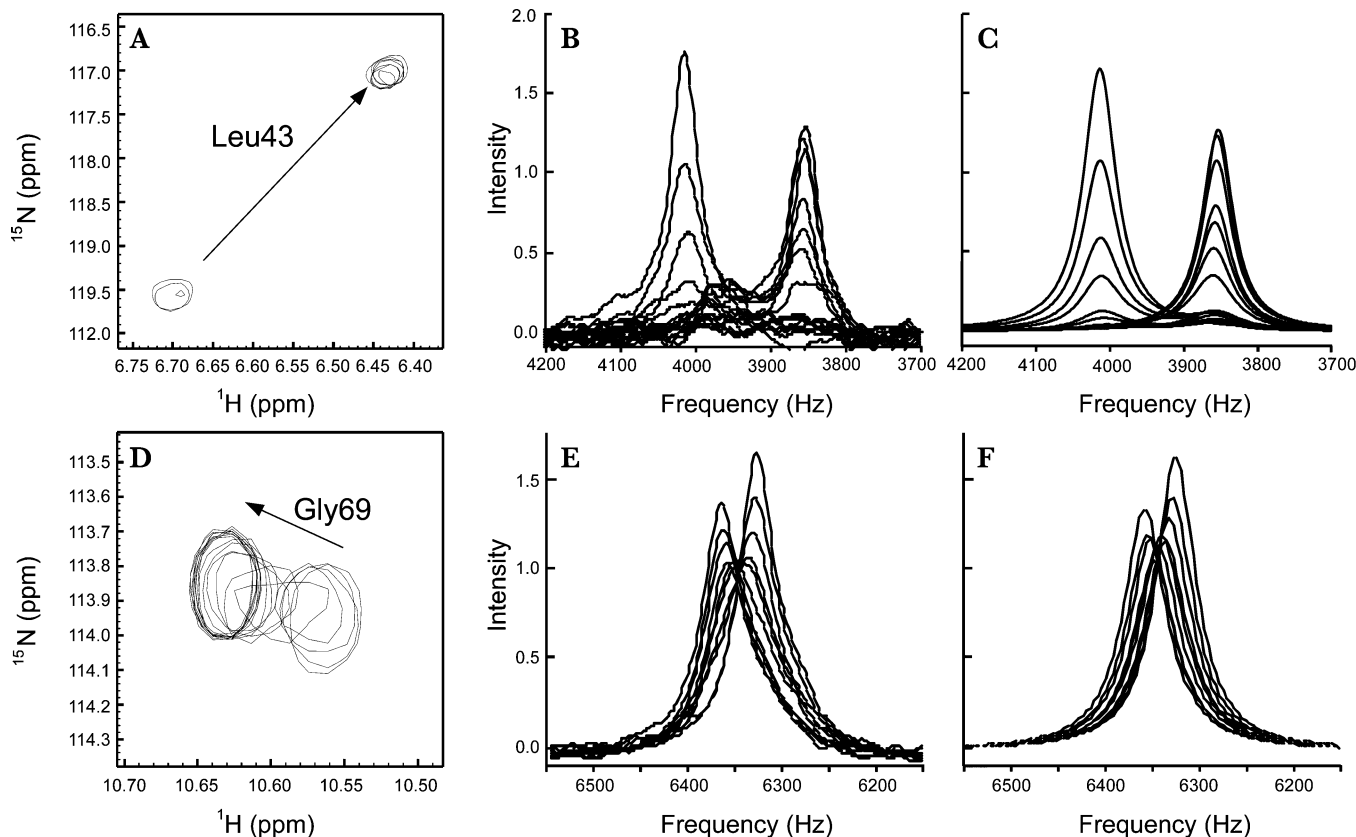 A
116.5
117.0
117.5
118.0
118.5
119.0
119.5
112.0
15N (ppm)
Leu43
6.75 6.70 6.65 6.60 6.55 6.50 6.45 6.40
1H (ppm)
B
2.0
1.5
1.0
0.5
0.0
Intensity
4200 4000 3900 3800 3700
Frequency (Hz)
C
4200 4100 4000 3900 3800 3700
Frequency (Hz)
D
113.5
113.6
113.7
113.8
113.9
114.0
114.1
114.2
114.3
15N (ppm)
Gly69
10.70 10.65 10.60 10.55 10.50
1H (ppm)
E
1.5
1.0
0.5
0.0
Intensity
6500 6400 6300 6200
Frequency (Hz)
F
6500 6400 6300 6200
Frequency (Hz)